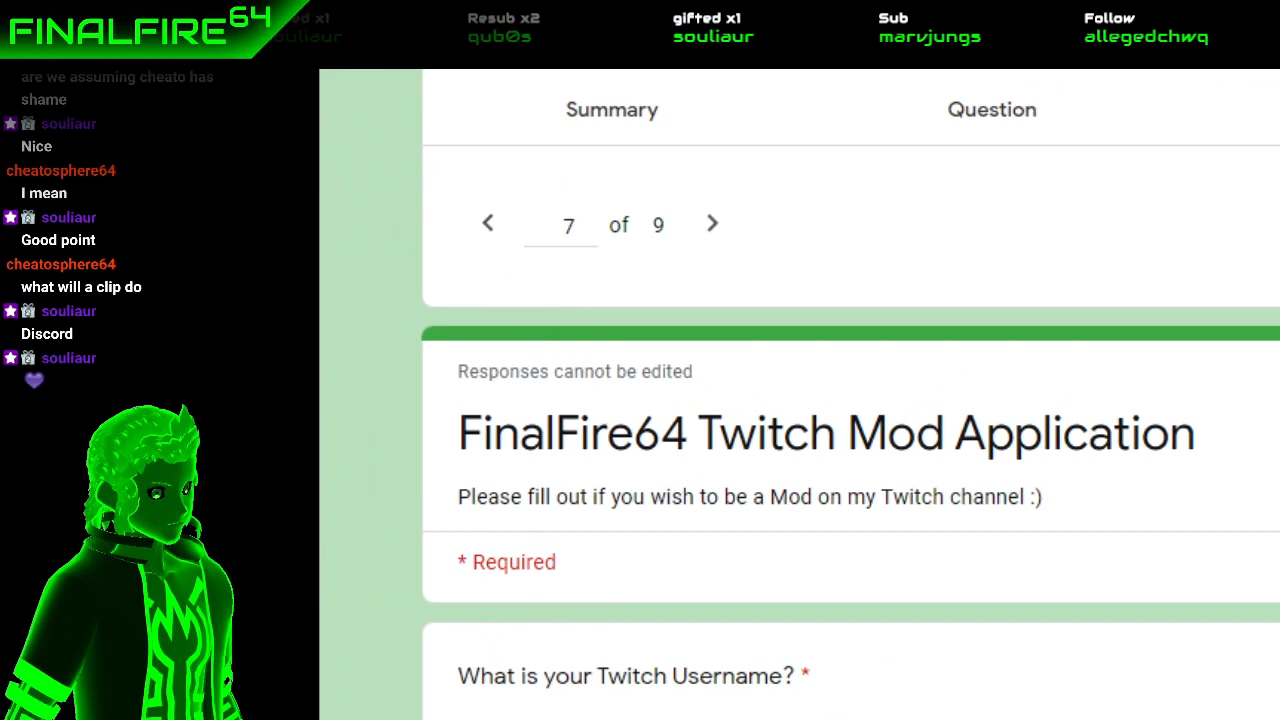 FINALFIRE64
ed x1
souliaur
Resub x2
qub0s
gifted x1
souliaur
Sub
marvjungs
Follow
allegedchwq
are we assuming cheato has
shame
souliaur
Nice
cheatosphere64
I mean
souliaur
Good point
cheatosphere64
what will a clip do
souliaur
Discord
souliaur
Summary
Question
7 of 9
Responses cannot be edited
FinalFire64 Twitch Mod Application
Please fill out if you wish to be a Mod on my Twitch channel :)
* Required
What is your Twitch Username? *